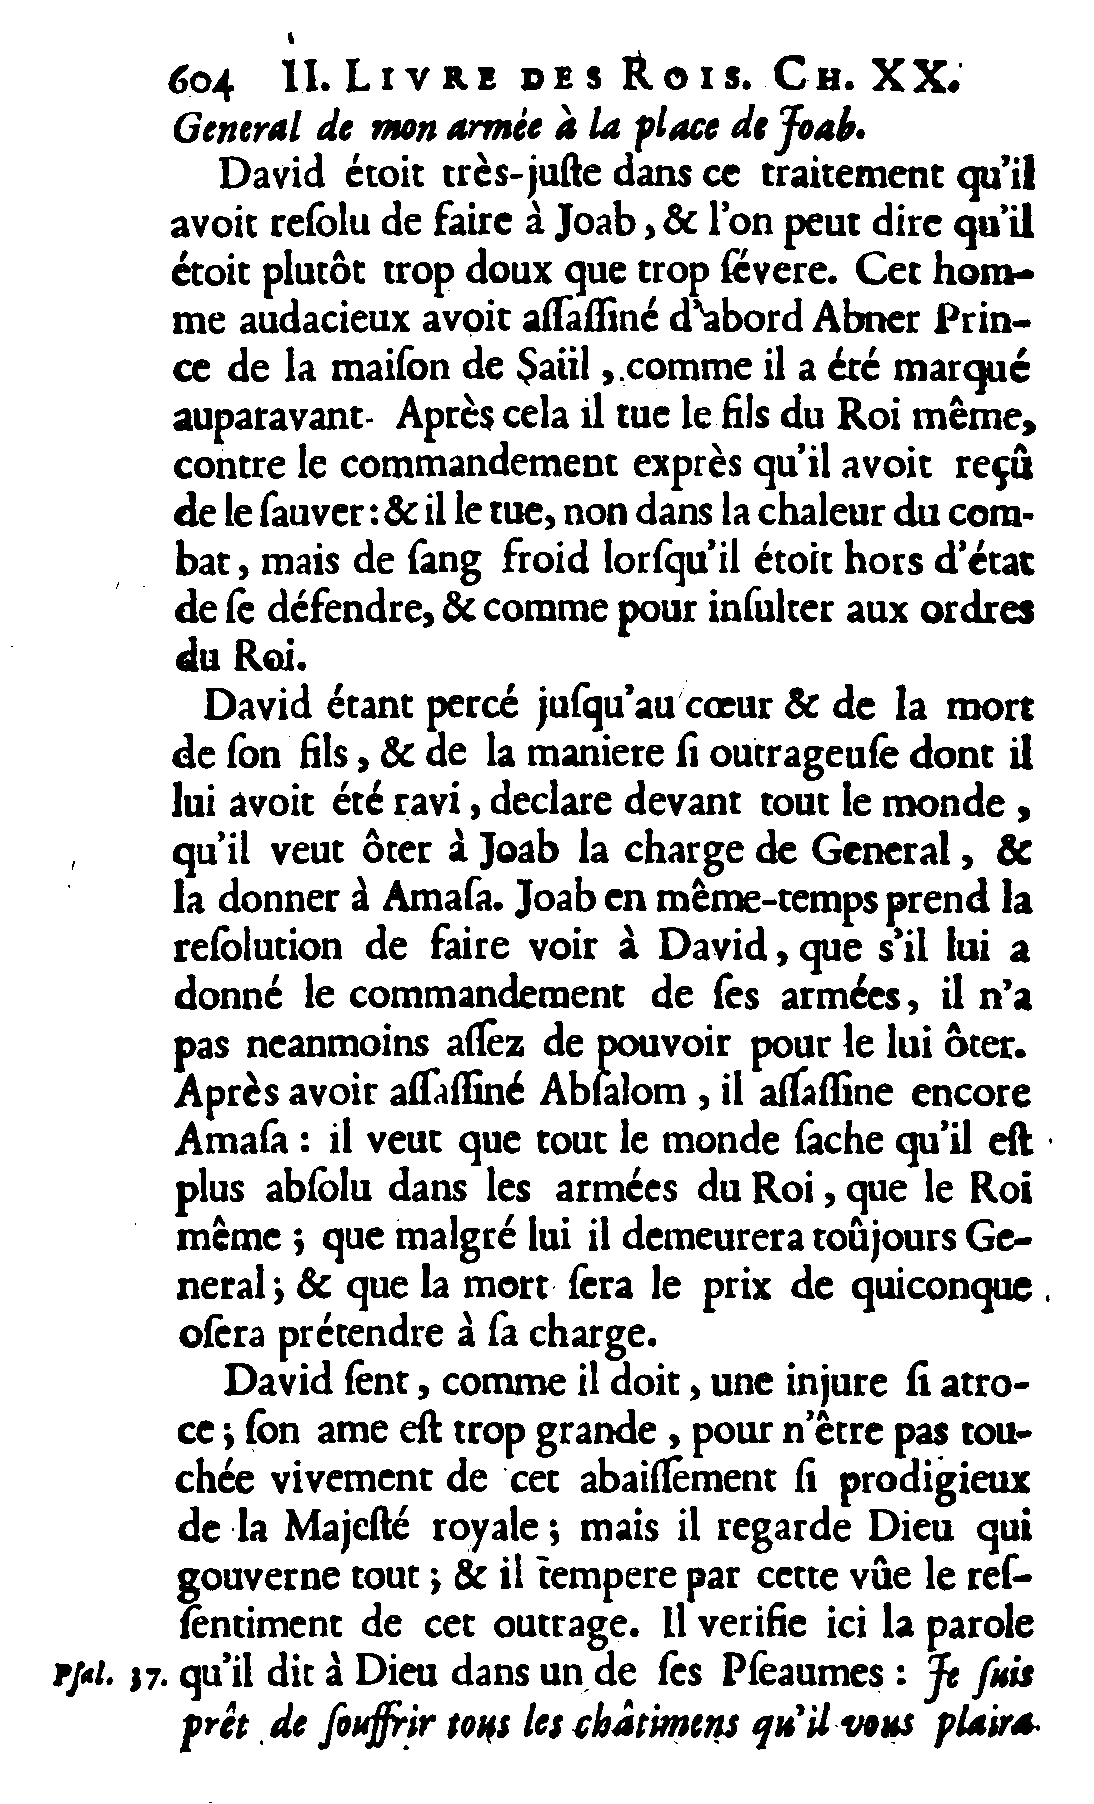 604 II. LIVRE DES ROIS. CH. XX.
General de mon armée à la place de Joab.
David étoit très-juſte dans ce traitement qu'il
avoit reſolu de faire à Joab, & l'on peut dire qu'il
étoit plutôt trop doux que trop ſévere. Cet hom-
me audacieux avoit aſſaſſiné d'abord Abner Prin-
ce de la maiſon de Saül, comme il a été marqué
auparavant. Après cela il tue le fils du Roi même,
contre le commandement exprès qu'il avoit reçû
de le ſauver : & il le tue, non dans la chaleur du com-
bat, mais de ſang froid lorſqu'il étoit hors d'état
de ſe défendre, & comme pour inſulter aux ordres
du Roi.
David étant percé juſqu'au cœur & de la mort
de ſon fils, & de la maniere ſi outrageuſe dont il
lui avoit été ravi, declare devant tout le monde,
qu'il veut ôter à Joab la charge de General, &
la donner à Amaſa. Joab en même-temps prend la
reſolution de faire voir à David, que s'il lui a
donné le commandement de ſes armées, il n'a
pas neanmoins aſſez de pouvoir pour le lui ôter.
Après avoir aſſaſſiné Abſalom, il aſſaſſine encore
Amaſa : il veut que tout le monde ſache qu'il eſt
plus abſolu dans les armées du Roi, que le Roi
même ; que malgré lui il demeurera toûjours Ge-
neral ; & que la mort ſera le prix de quiconque
oſera prétendre à ſa charge.
David ſent, comme il doit, une injure ſi atro-
ce ; ſon ame eſt trop grande, pour n'être pas tou-
chée vivement de cet abaiſſement ſi prodigieux
de la Majeſté royale ; mais il regarde Dieu qui
gouverne tout ; & il tempere par cette vûe le reſ-
ſentiment de cet outrage. Il verifie ici la parole
Pſal. 37. qu'il dit à Dieu dans un de ſes Pſeaumes : Je ſuis
prêt de ſouffrir tous les châtimens qu'il vous plaira